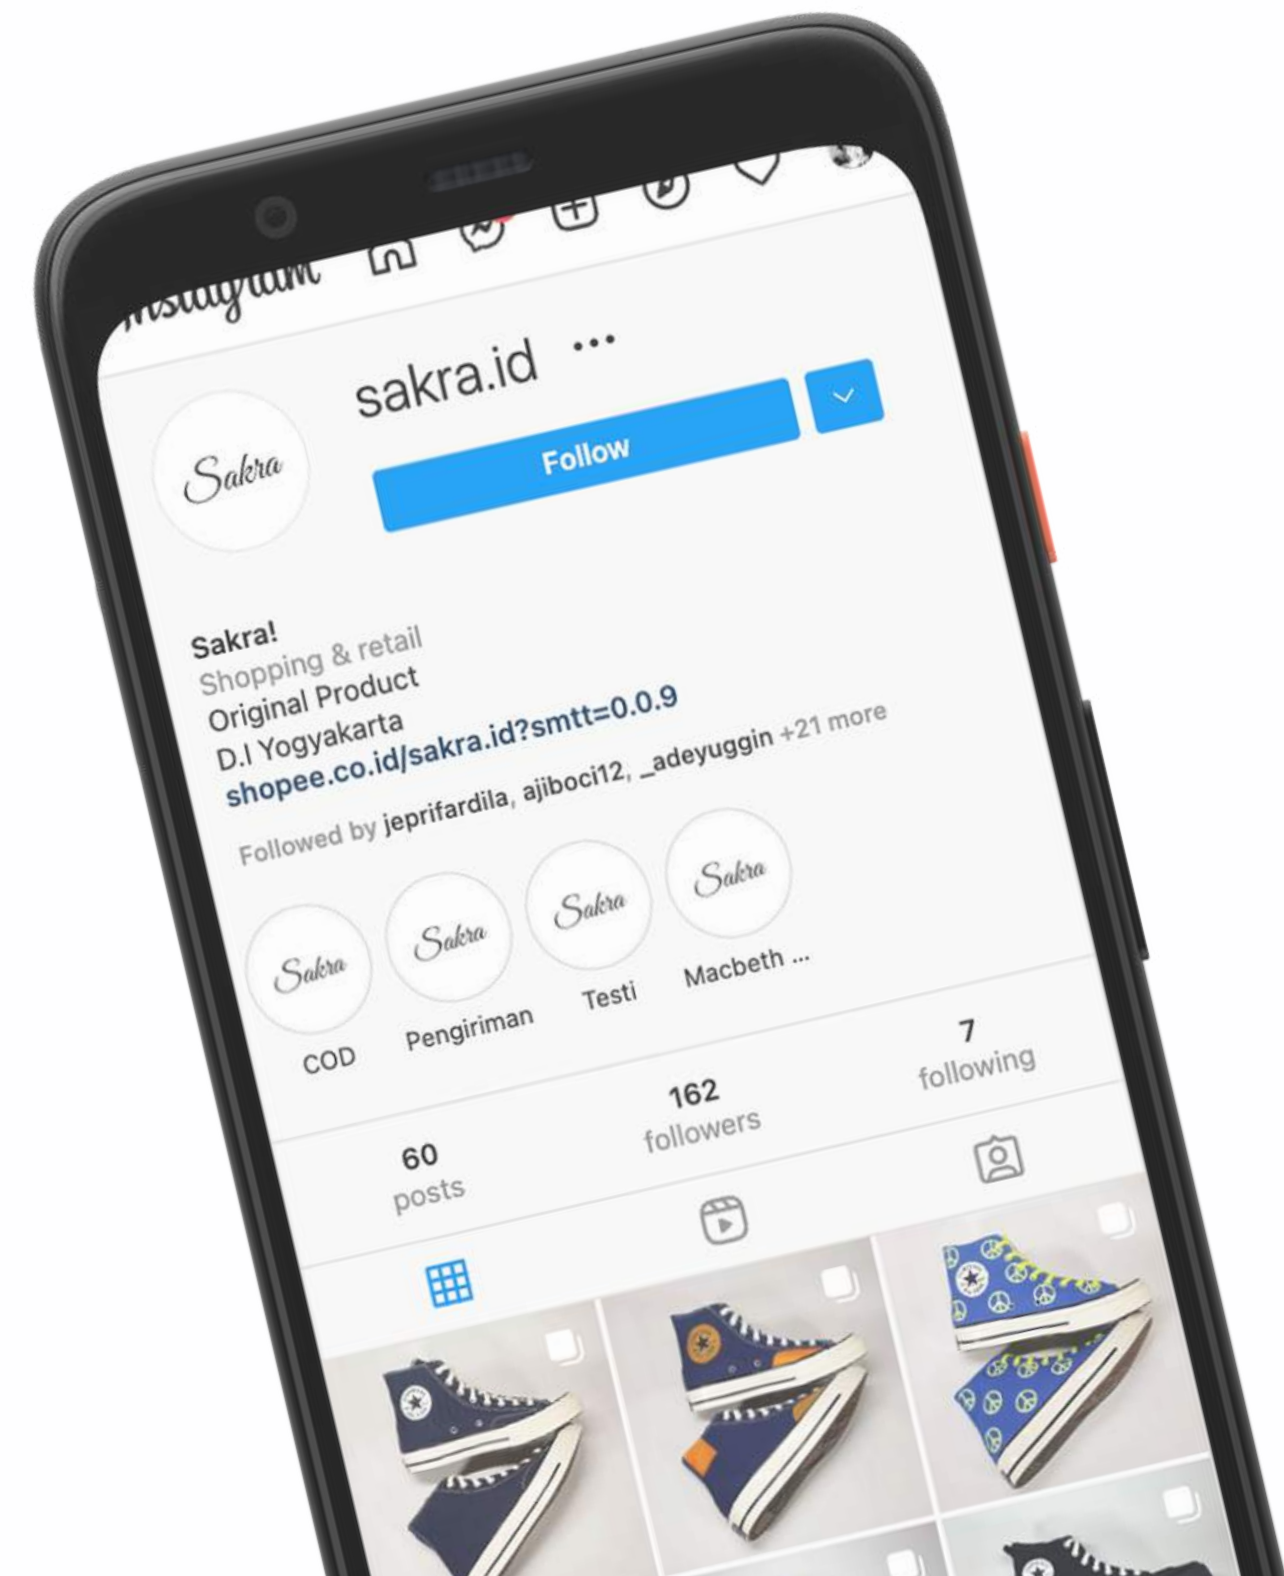 Instagram
sakra.id
Sakra
Follow
Sakra!
Shopping & retail
Original Product
D.I Yogyakarta
shopee.co.id/sakra.id?smtt=0.0.9
Followed by jeprifardila, ajiboci12, _adeyuggin +21 more
Sakra Sakra Sakra Sakra
COD Pengiriman Testi Macbeth ...
60 162 7
posts followers following